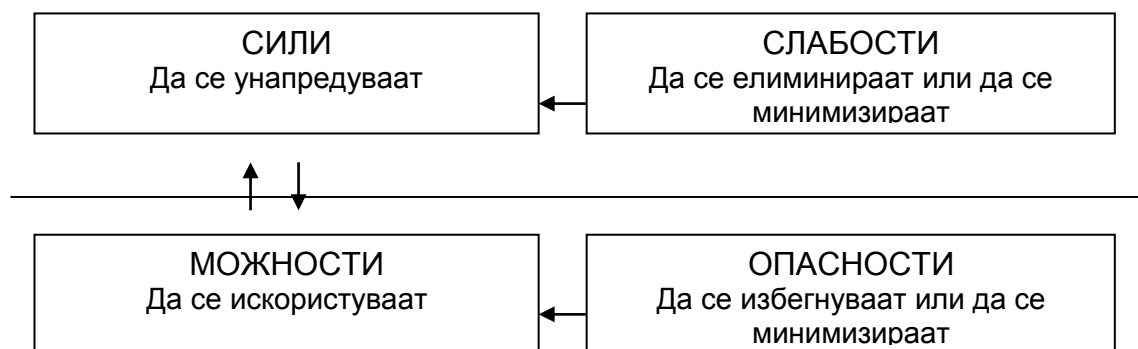 СИЛИ
Да се унапредуваат
СЛАБОСТИ
Да се елиминираат или да се
минимизираат
МОЖНОСТИ
Да се искористуваат
ОПАСНОСТИ
Да се избегнуваат или да се
минимизираат